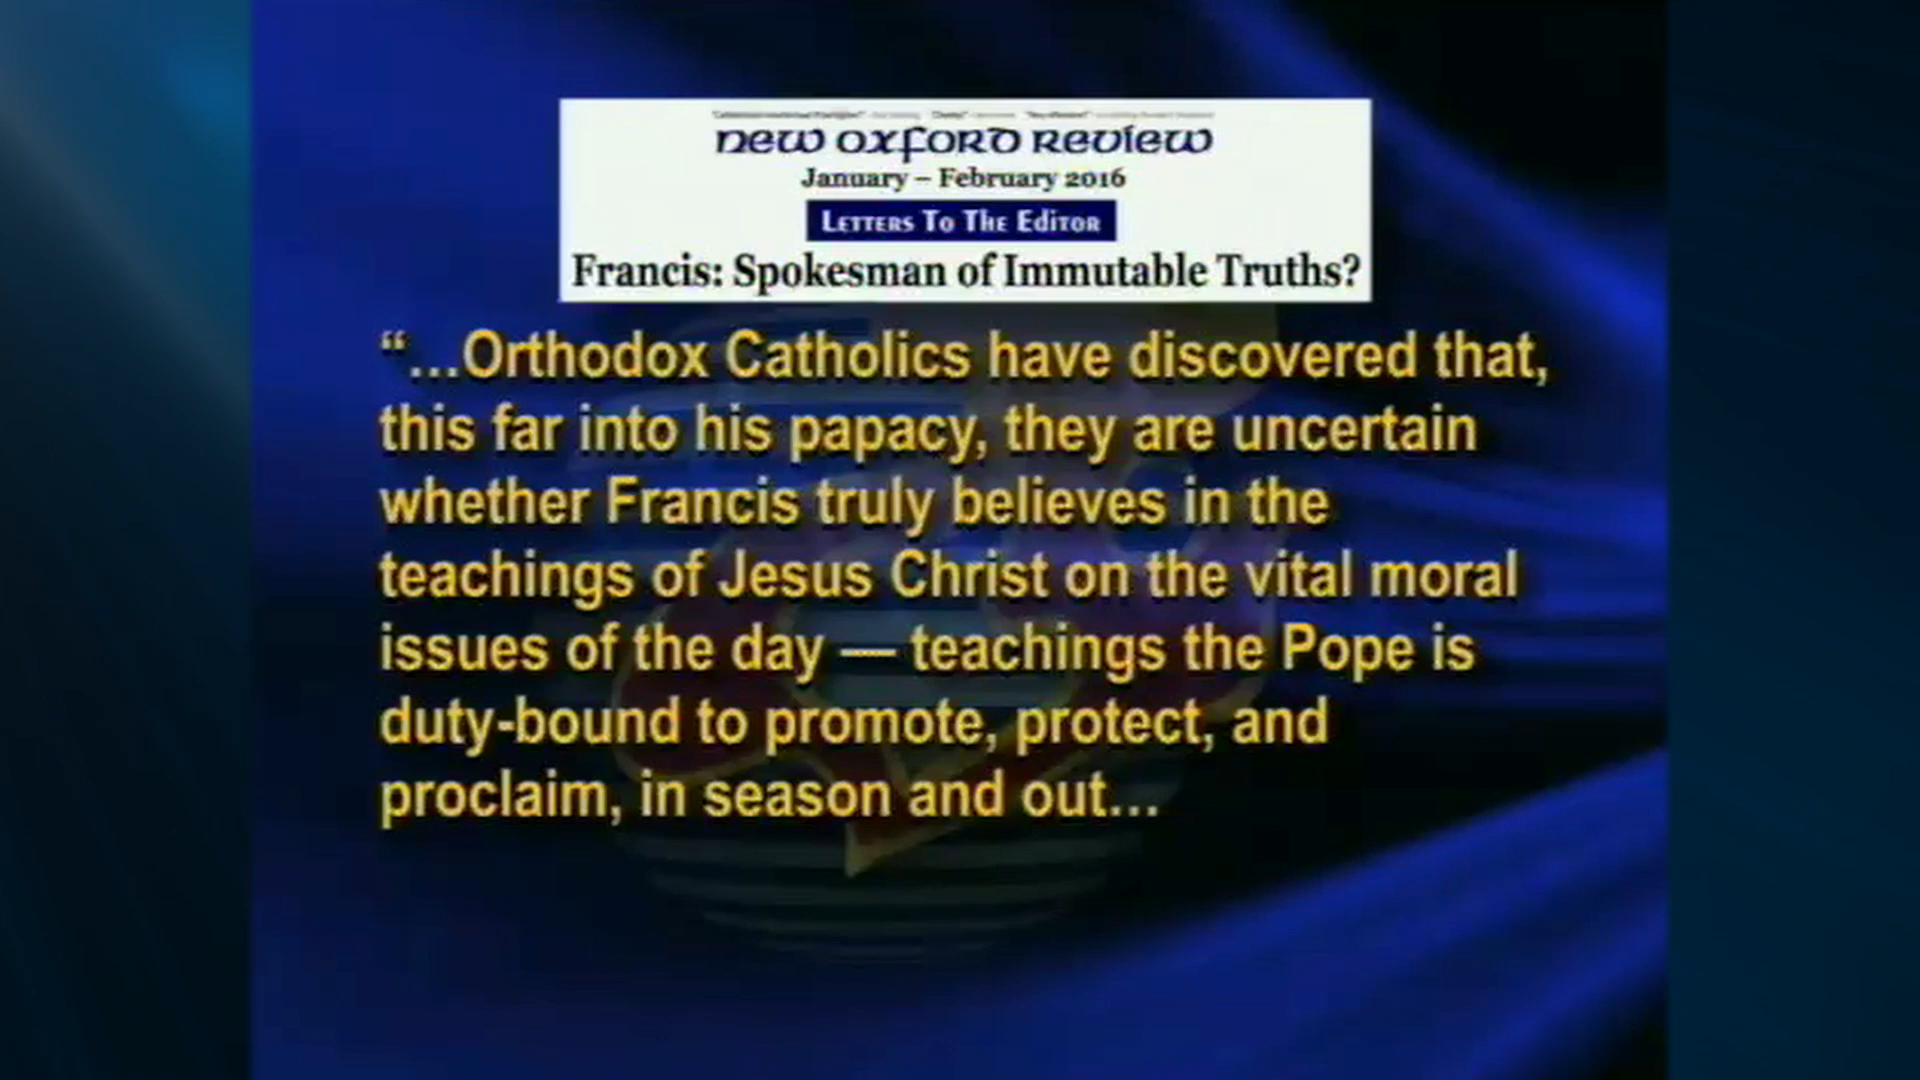 new oxford review
January – February 2016
Letters To The Editor
Francis: Spokesman of Immutable Truths?
“…Orthodox Catholics have discovered that,
this far into his papacy, they are uncertain
whether Francis truly believes in the
teachings of Jesus Christ on the vital moral
issues of the day — teachings the Pope is
duty-bound to promote, protect, and
proclaim, in season and out…